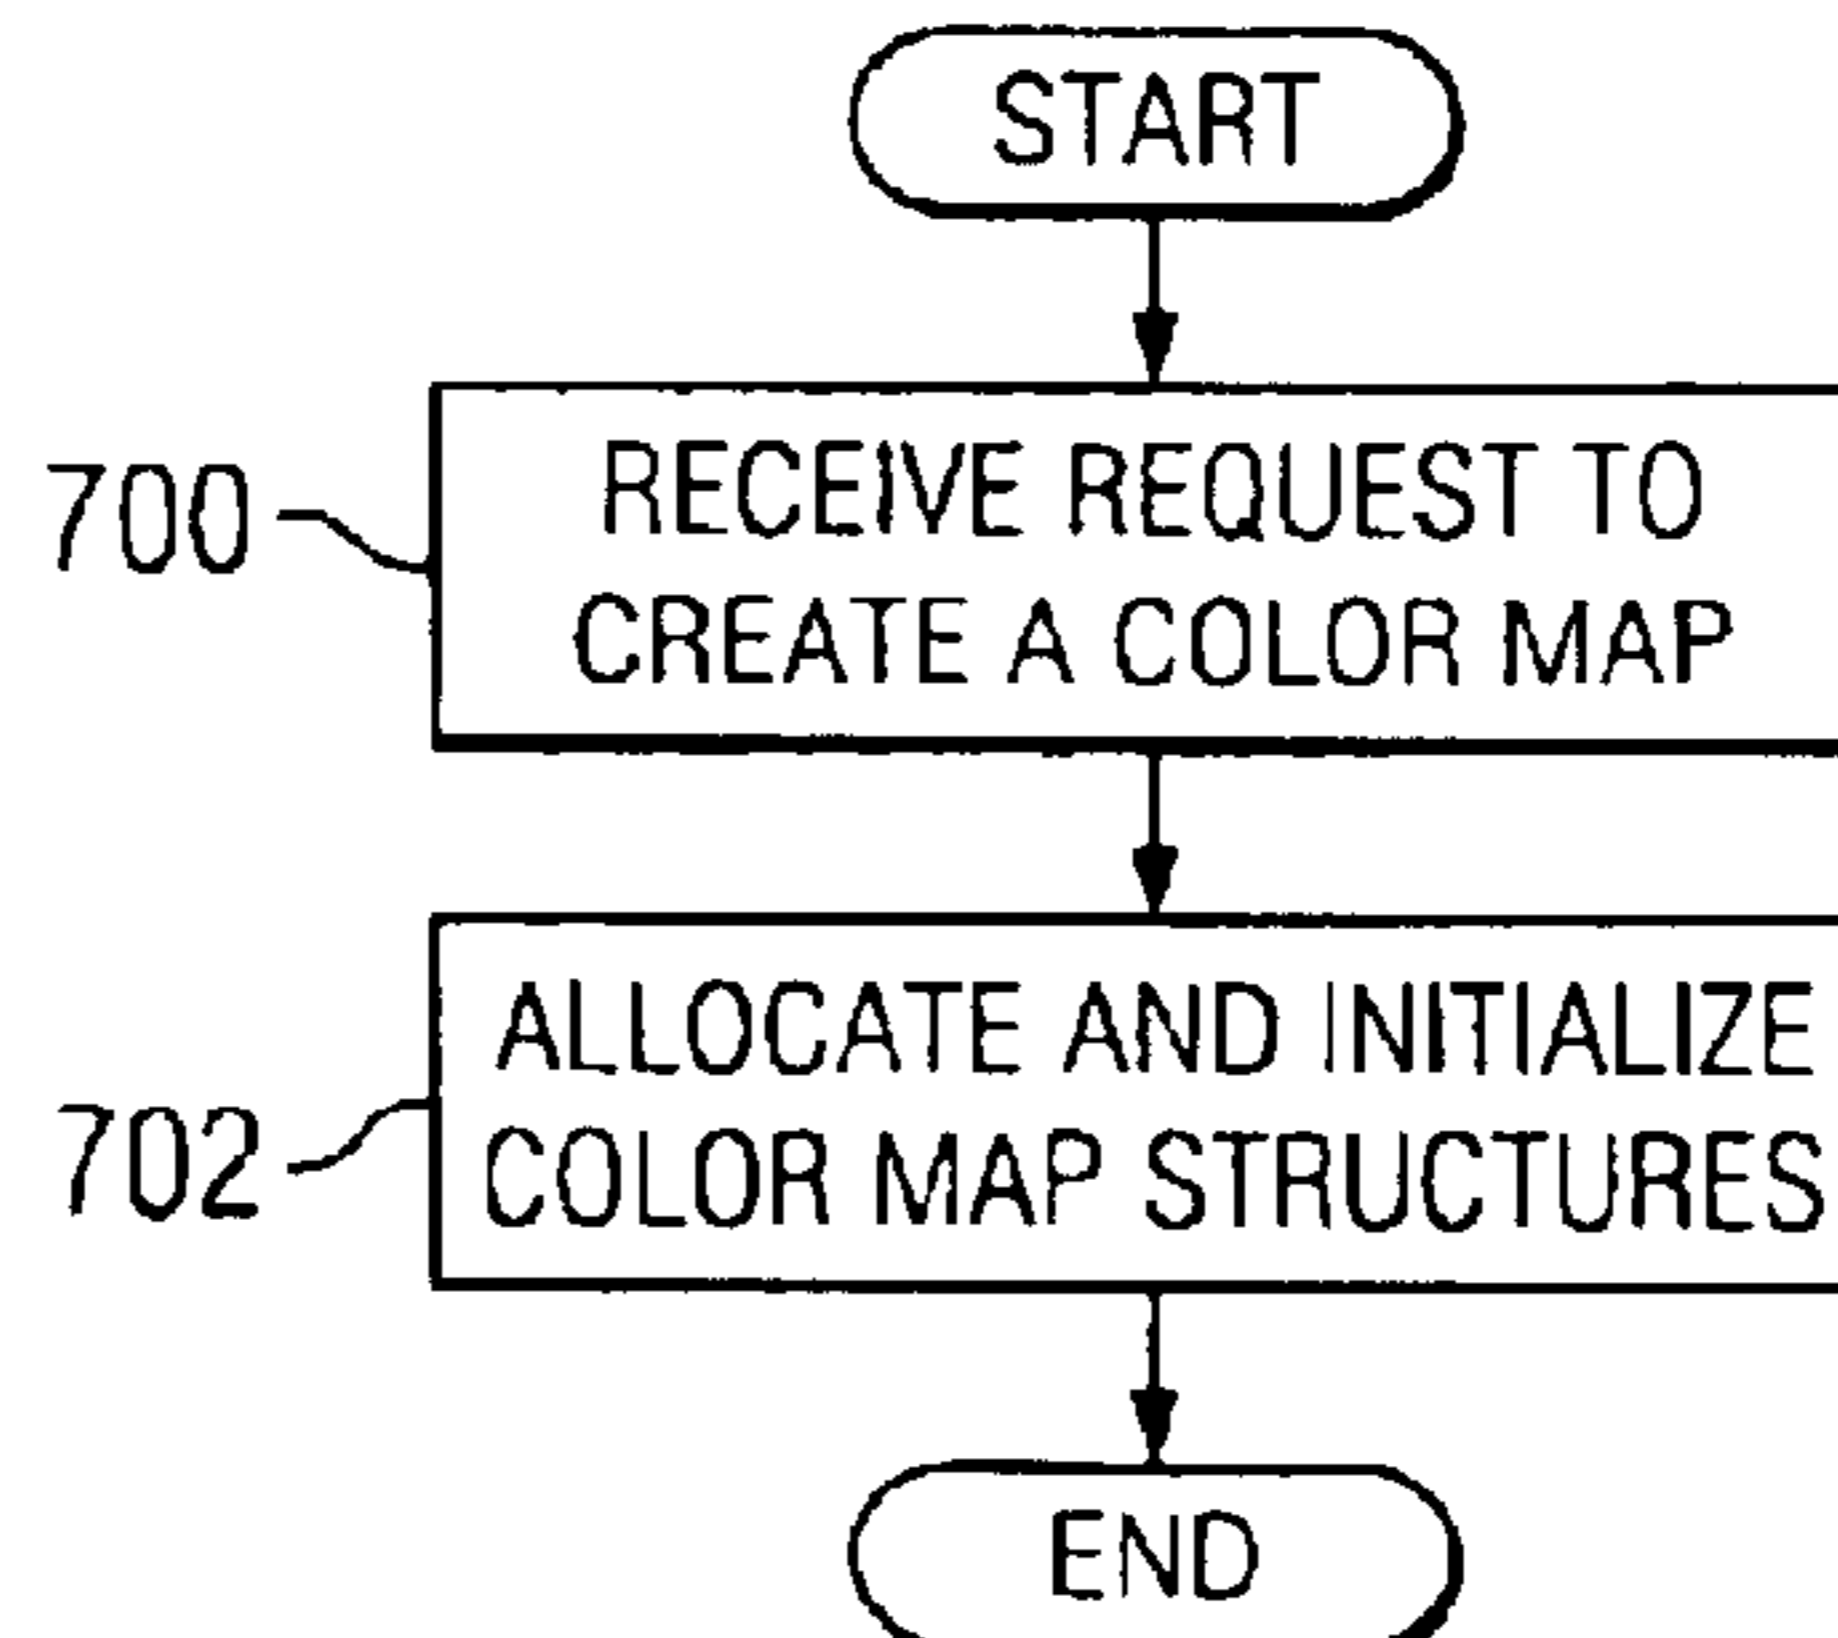 START
700
RECEIVE REQUEST TO
CREATE A COLOR MAP
702
ALLOCATE AND INITIALIZE
COLOR MAP STRUCTURES
END